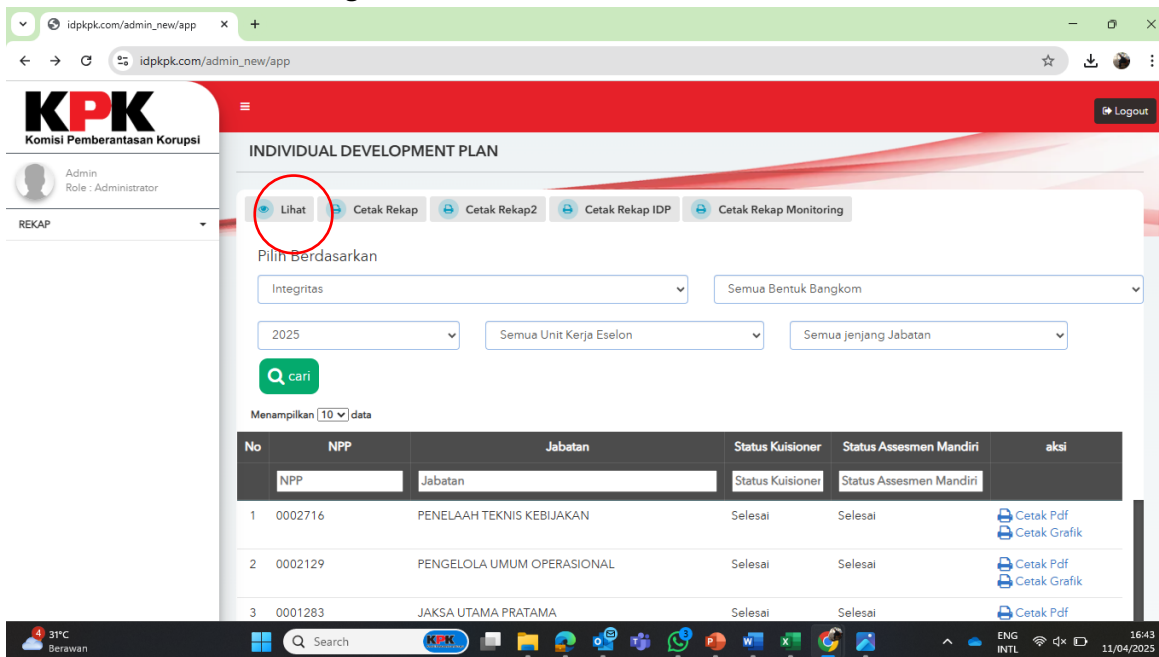 idpkpk.com/admin_new/app
idpkpk.com/admin_new/app
KPK
Komisi Pemberantasan Korupsi
Logout
INDIVIDUAL DEVELOPMENT PLAN
Admin
Role : Administrator
REKAP
Lihat Cetak Rekap Cetak Rekap2 Cetak Rekap IDP Cetak Rekap Monitoring
Pilih Berdasarkan
Integritas Semua Bentuk Bangkom
2025 Semua Unit Kerja Eselon Semua jenjang Jabatan
cari
Menampilkan 10 data
No NPP Jabatan Status Kuisioner Status Assesmen Mandiri aksi
NPP Jabatan Status Kuisioner Status Assesmen Mandiri
1 0002716 PENELAAH TEKNIS KEBIJAKAN Selesai Selesai Cetak Pdf
Cetak Grafik
2 0002129 PENGELOLA UMUM OPERASIONAL Selesai Selesai Cetak Pdf
Cetak Grafik
3 0001283 JAKSA UTAMA PRATAMA Selesai Selesai Cetak Pdf
4 31°C
Berawan
Search
KPK
ENG
INTL
16:43
11/04/2025